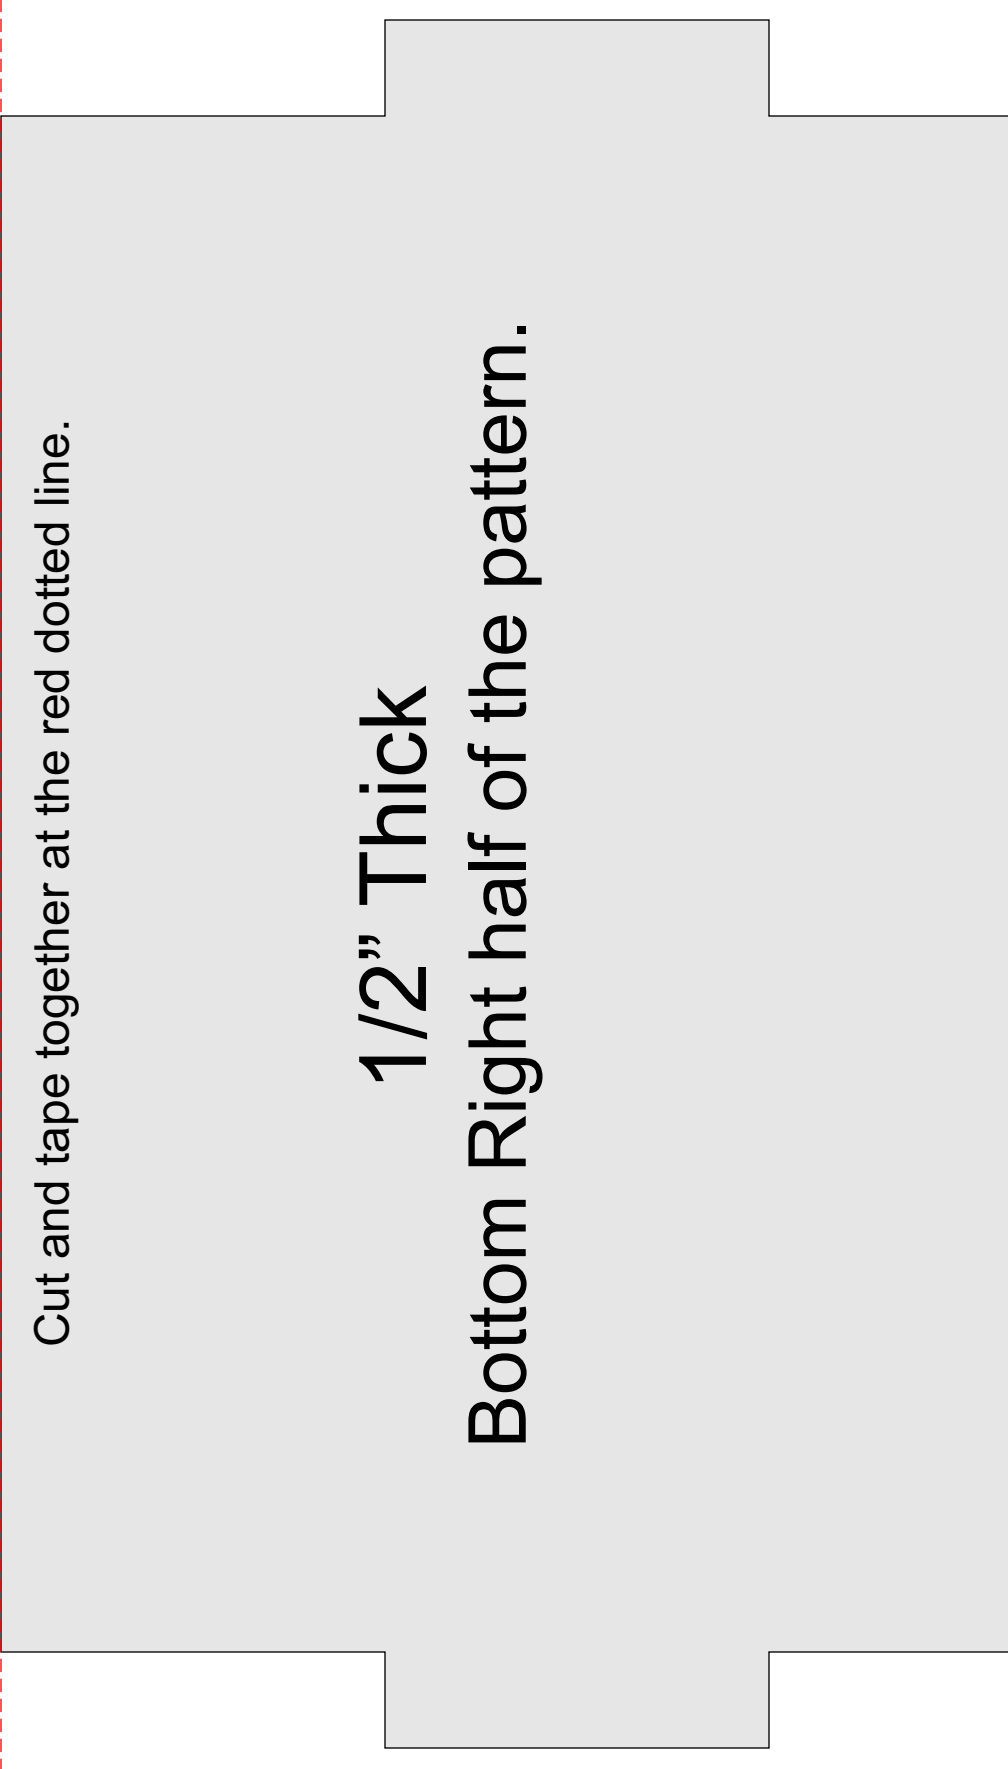 Cut and tape together at the red dotted line.
1/2” Thick
Bottom Right half of the pattern.